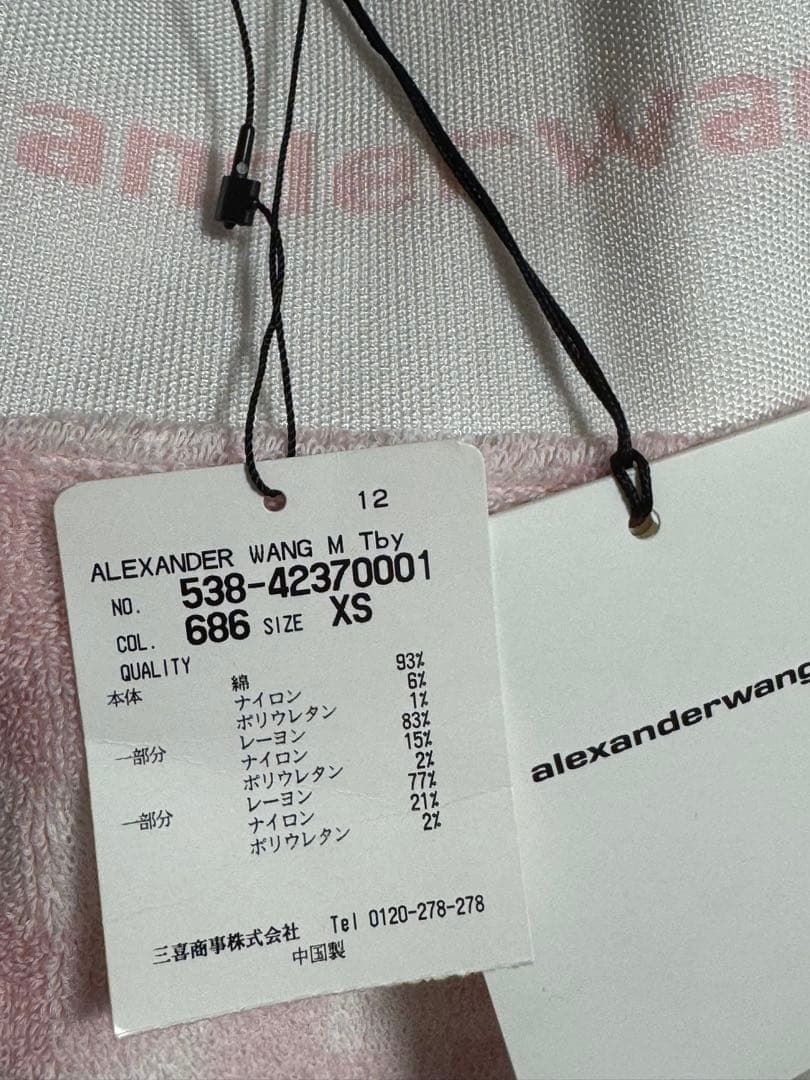 anderwa
12
ALEXANDER WANG M Tby
NO. 538-42370001
COL. 686 SIZE XS
QUALITY
本体 綿 93%
ナイロン 6%
ポリウレタン 1%
一部分 レーヨン 83%
ナイロン 15%
ポリウレタン 2%
一部分 レーヨン 77%
ナイロン 21%
ポリウレタン 2%
三喜商事株式会社 Tel 0120-278-278
中国製
alexanderwang